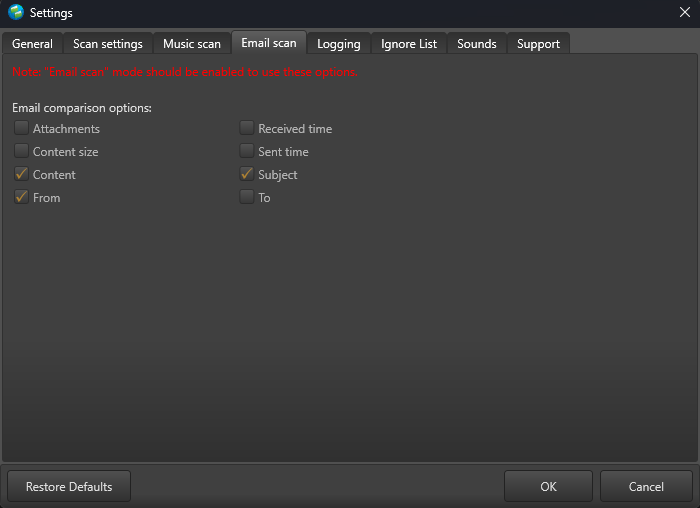 Settings
General Scan settings Music scan Email scan Logging Ignore List Sounds Support
Note: "Email scan" mode should be enabled to use these options.
Email comparison options:
Attachments Received time
Content size Sent time
Content Subject
From To
Restore Defaults OK Cancel